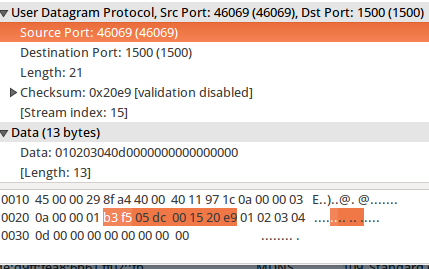 User Datagram Protocol, Src Port: 46069 (46069), Dst Port: 1500 (1500)
Source Port: 46069 (46069)
Destination Port: 1500 (1500)
Length: 21
Checksum: 0x20e9 [validation disabled]
[Stream index: 15]
Data (13 bytes)
Data: 010203040d0000000000000000
[Length: 13]
0010 45 00 00 29 8f a4 40 00 40 11 97 1c 0a 00 00 03 E..)..@. @.......
0020 0a 00 00 01 b3 f5 05 dc 00 15 20 e9 01 02 03 04 ........ .. .....
0030 0d 00 00 00 00 00 00 00 00 ........ .